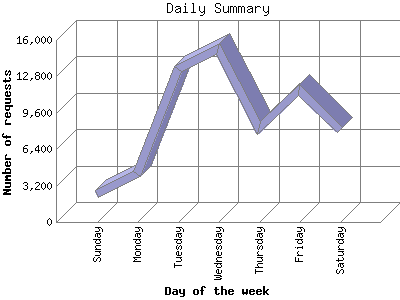 Daily Summary
16,000
12,800
9,600
6,400
3,200
0
Number of requests
Sunday
Monday
Tuesday
Wednesday
Thursday
Friday
Saturday
Day of the week